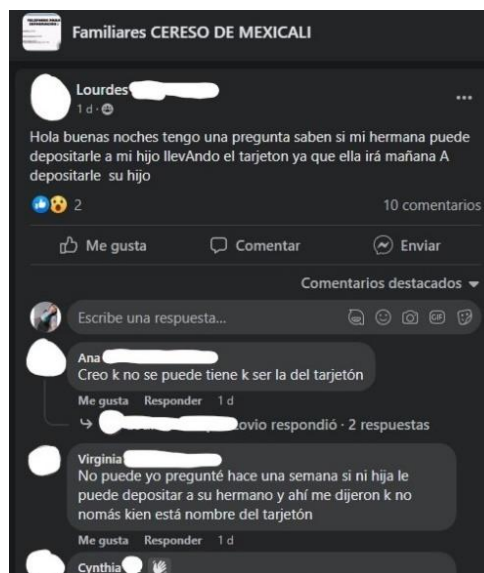 Familiares CERESO DE MEXICALI
Lourdes
1 d
Hola buenas noches tengo una pregunta saben si mi hermana puede
depositarle a mi hijo llevAndo el tarjeton ya que ella irá mañana A
depositarle su hijo
2
10 comentarios
Me gusta
Comentar
Enviar
Comentarios destacados
Escribe una respuesta...
GIF
Ana
Creo k no se puede tiene k ser la del tarjetón
Me gusta Responder 1 d
ovio respondió · 2 respuestas
Virginia
No puede yo pregunté hace una semana si ni hija le
puede depositar a su hermano y ahí me dijeron k no
nomás kien está nombre del tarjetón
Me gusta Responder 1 d
Cynthia